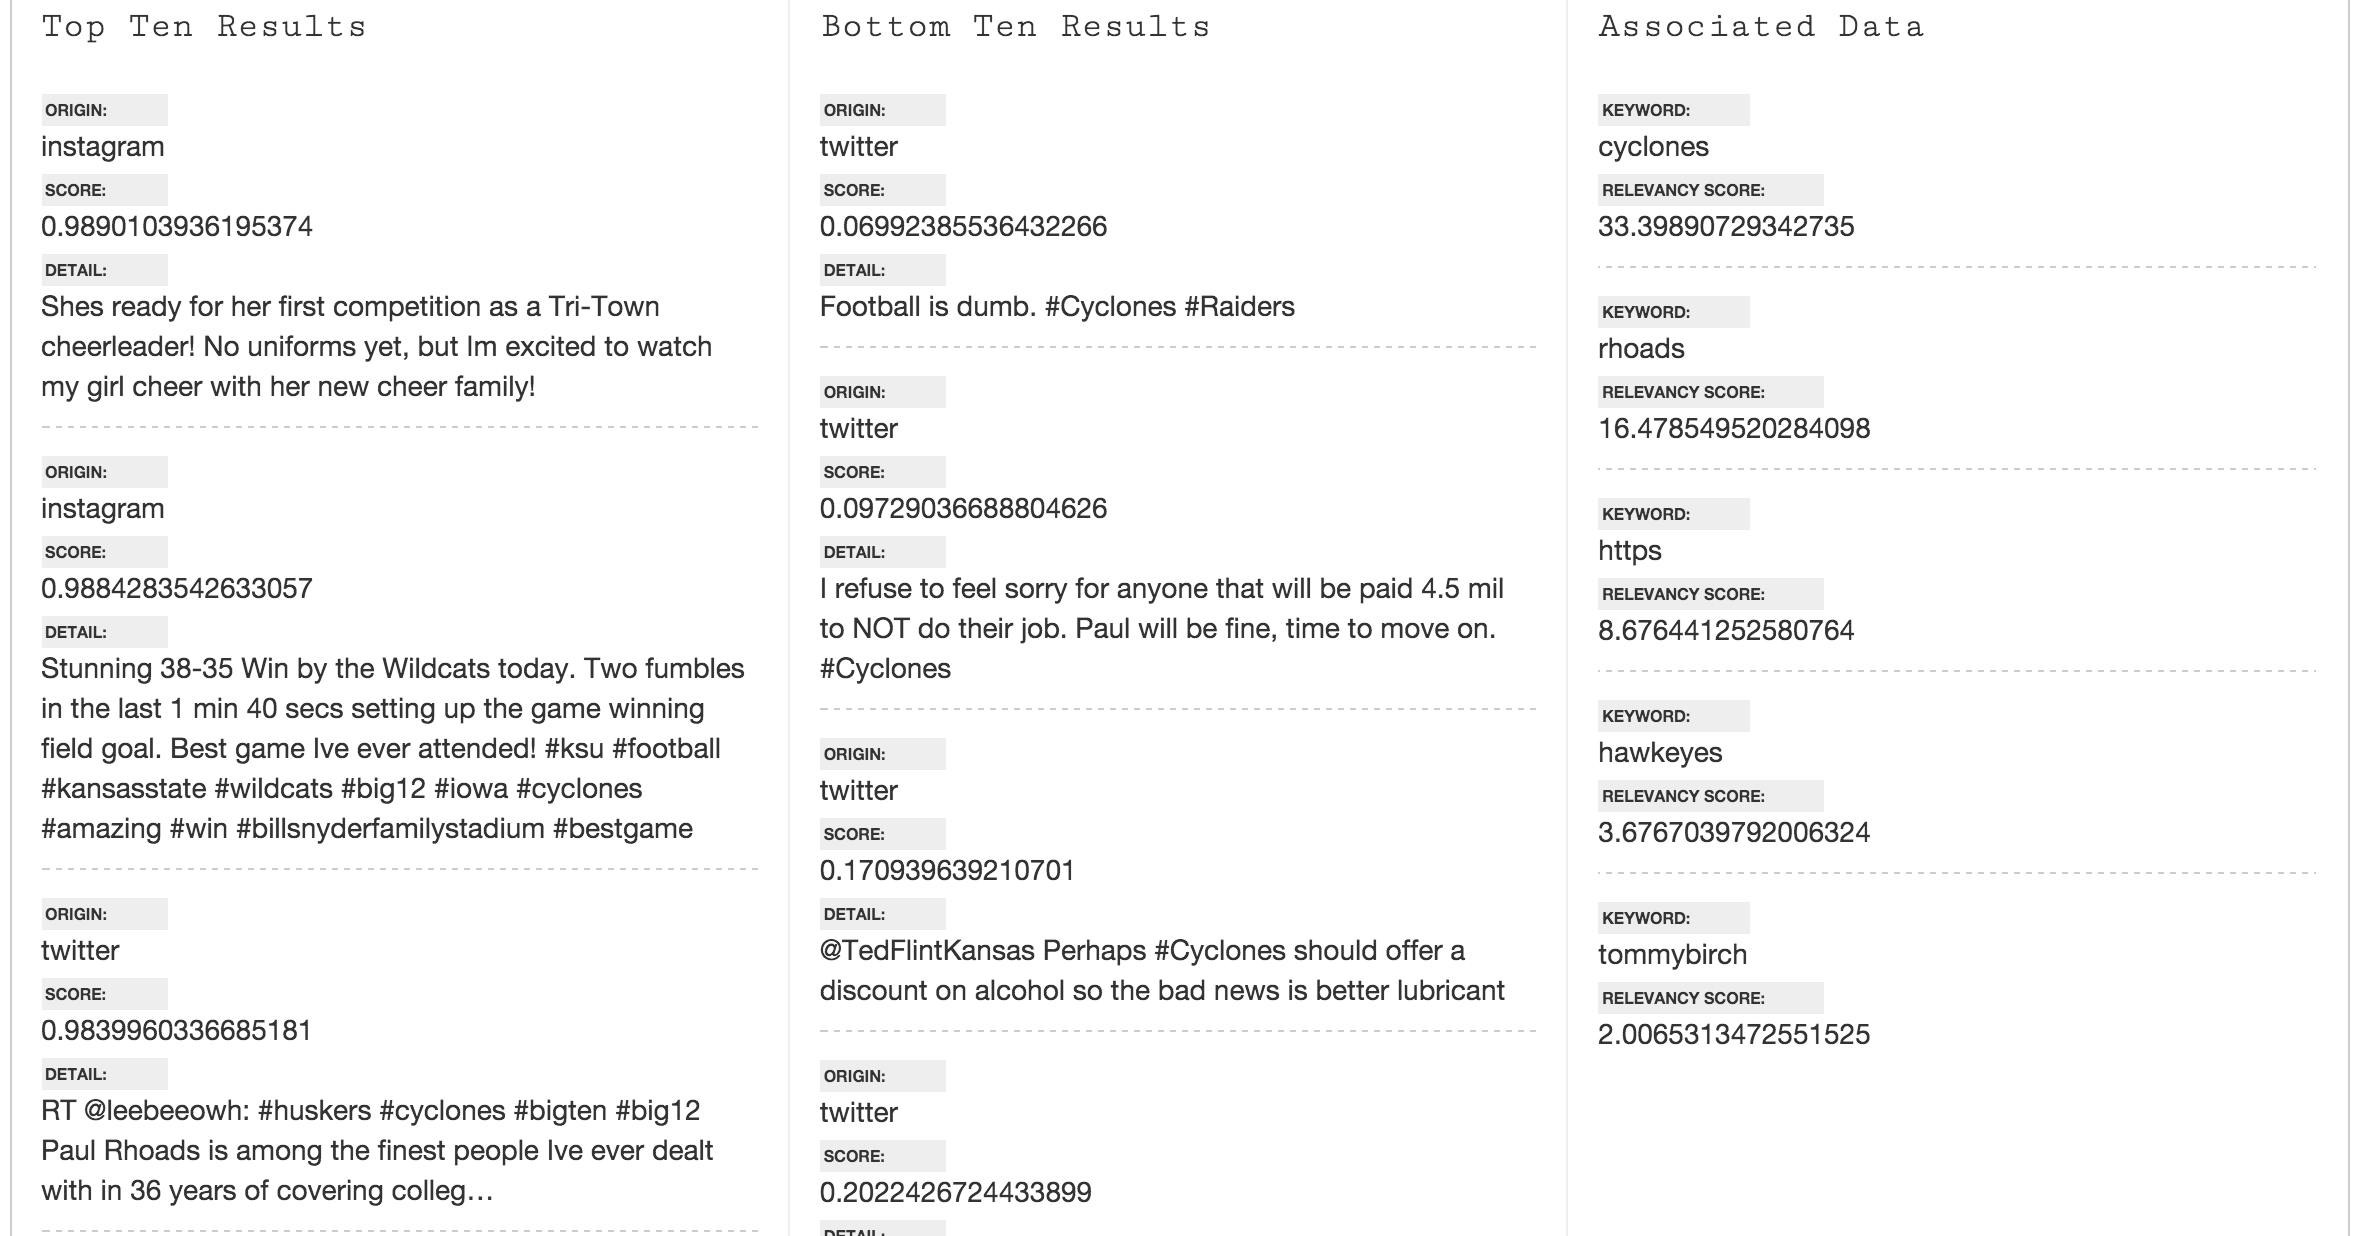 Top Ten Results
ORIGIN:
instagram
SCORE:
0.9890103936195374
DETAIL:
Shes ready for her first competition as a Tri-Town
cheerleader! No uniforms yet, but Im excited to watch
my girl cheer with her new cheer family!
ORIGIN:
instagram
SCORE:
0.9884283542633057
DETAIL:
Stunning 38-35 Win by the Wildcats today. Two fumbles
in the last 1 min 40 secs setting up the game winning
field goal. Best game Ive ever attended! #ksu #football
#kansasstate #wildcats #big12 #iowa #cyclones
#amazing #win #billsnyderfamilystadium #bestgame
ORIGIN:
twitter
SCORE:
0.9839960336685181
DETAIL:
RT @leebeeowh: #huskers #cyclones #bigten #big12
Paul Rhoads is among the finest people Ive ever dealt
with in 36 years of covering colleg…
Bottom Ten Results
ORIGIN:
twitter
SCORE:
0.06992385536432266
DETAIL:
Football is dumb. #Cyclones #Raiders
ORIGIN:
twitter
SCORE:
0.09729036688804626
DETAIL:
I refuse to feel sorry for anyone that will be paid 4.5 mil
to NOT do their job. Paul will be fine, time to move on.
#Cyclones
ORIGIN:
twitter
SCORE:
0.170939639210701
DETAIL:
@TedFlintKansas Perhaps #Cyclones should offer a
discount on alcohol so the bad news is better lubricant
ORIGIN:
twitter
SCORE:
0.2022426724433899
DETAIL:
Associated Data
KEYWORD:
cyclones
RELEVANCY SCORE:
33.39890729342735
KEYWORD:
rhoads
RELEVANCY SCORE:
16.478549520284098
KEYWORD:
https
RELEVANCY SCORE:
8.676441252580764
KEYWORD:
hawkeyes
RELEVANCY SCORE:
3.6767039792006324
KEYWORD:
tommybirch
RELEVANCY SCORE:
2.0065313472551525